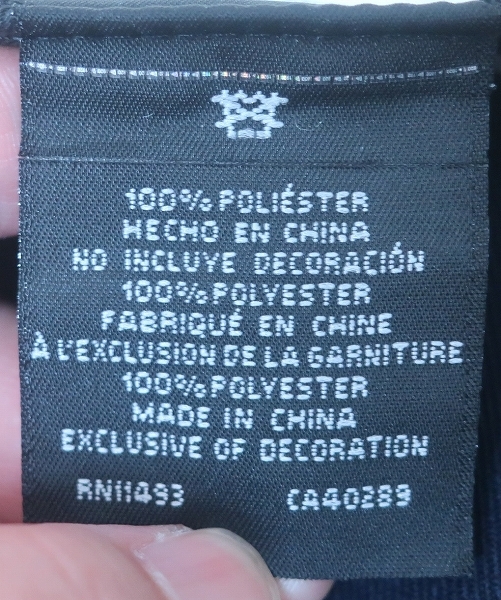 100% POLIÉSTER
HECHO EN CHINA
NO INCLUYE DECORACIÓN
100% POLYESTER
FABRIQUÉ EN CHINE
À L'EXCLUSION DE LA GARNITURE
100% POLYESTER
MADE IN CHINA
EXCLUSIVE OF DECORATION
RN11493 CA40289